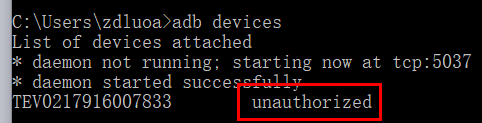 C:\Users\zdluoa>adb devices
List of devices attached
* daemon not running; starting now at tcp:5037
* daemon started successfully
TEV0217916007833 unauthorized